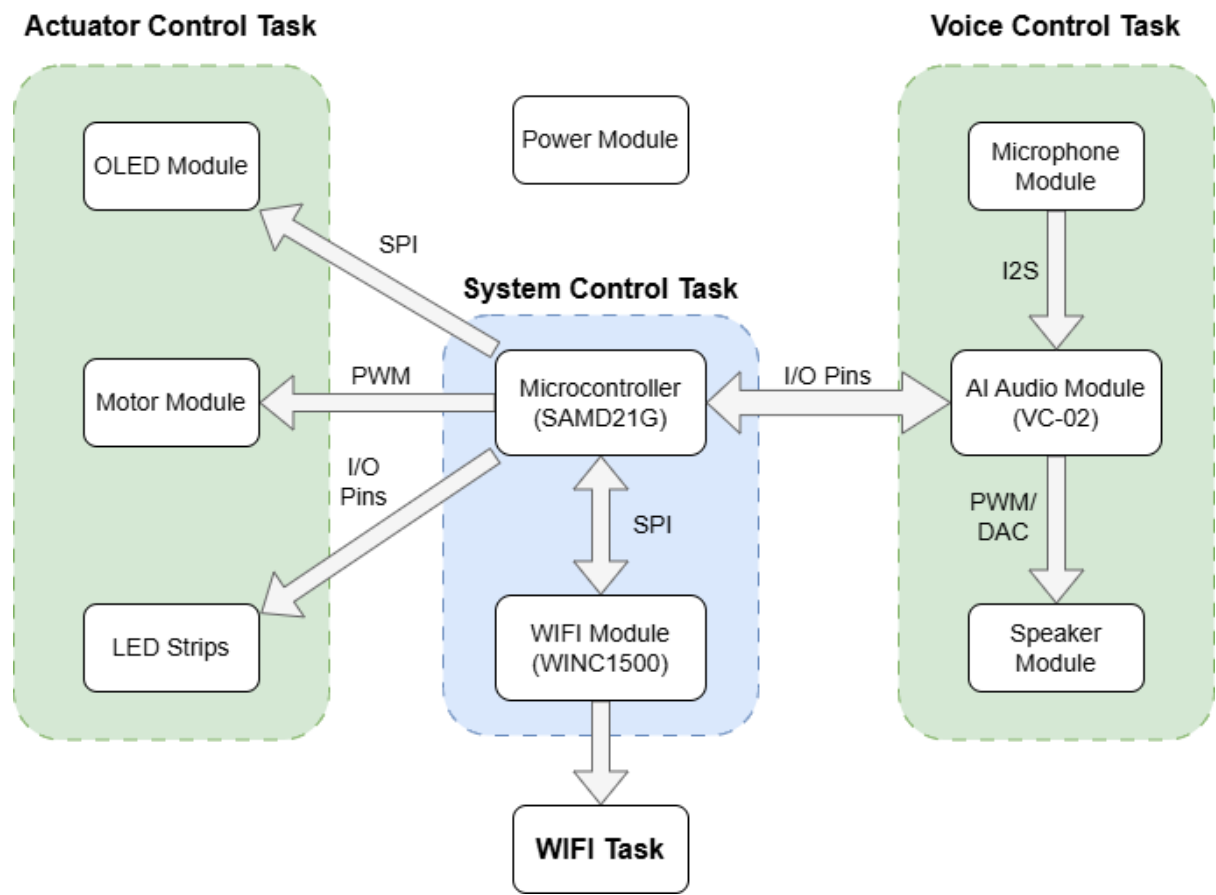 Actuator Control Task
Voice Control Task
OLED Module
Power Module
Microphone
Module
SPI
I2S
System Control Task
Motor Module
PWM
Microcontroller
(SAMD21G)
I/O Pins
AI Audio Module
(VC-02)
I/O
Pins
SPI
PWM/
DAC
LED Strips
WIFI Module
(WINC1500)
Speaker
Module
WIFI Task